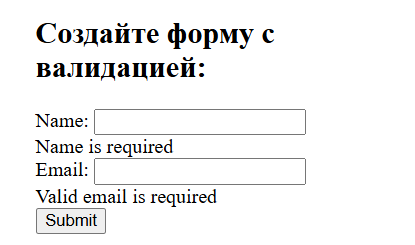 Создайте форму с
валидацией:
Name:
Name is required
Email:
Valid email is required
Submit